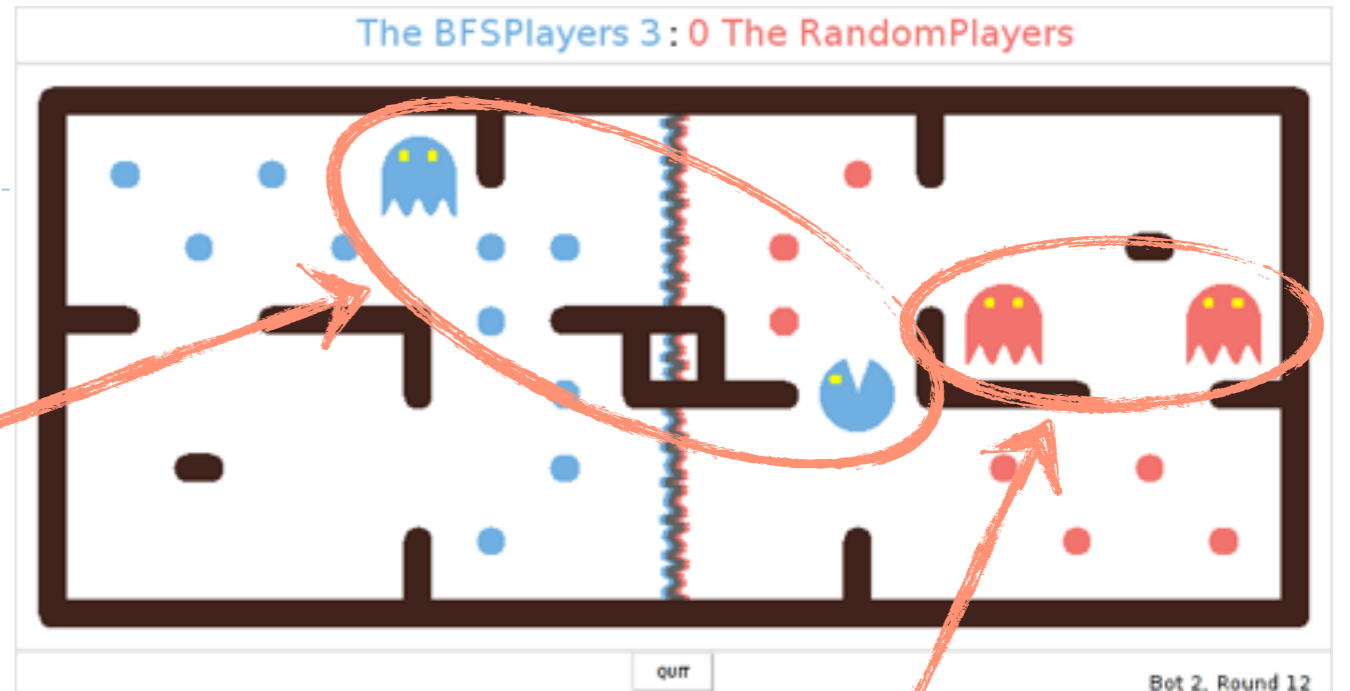 The BFSPlayers 3 : 0 The RandomPlayers
QUIT
Bot 2, Round 12